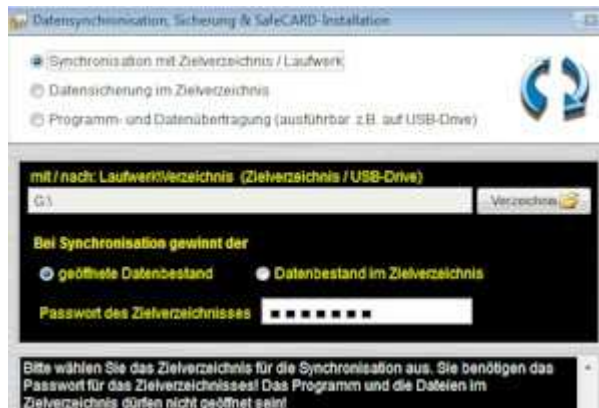 Datensynchronisation, Sicherung & SafeCARD-Installation
Synchronisation mit Zielverzeichnis / Laufwerk
Datensicherung im Zielverzeichnis
Programm- und Datenübertragung (ausführbar z.B. auf USB-Drive)
mit / nach: Laufwerk\Verzeichnis (Zielverzeichnis / USB-Drive)
G:\ Verzeichnis
Bei Synchronisation gewinnt der
geöffnete Datenbestand Datenbestand im Zielverzeichnis
Passwort des Zielverzeichnisses
Bitte wählen Sie das Zielverzeichnis für die Synchronisation aus. Sie benötigen das
Passwort für das Zielverzeichnisses! Das Programm und die Dateien im
Zielverzeichnis dürfen nicht geöffnet sein!